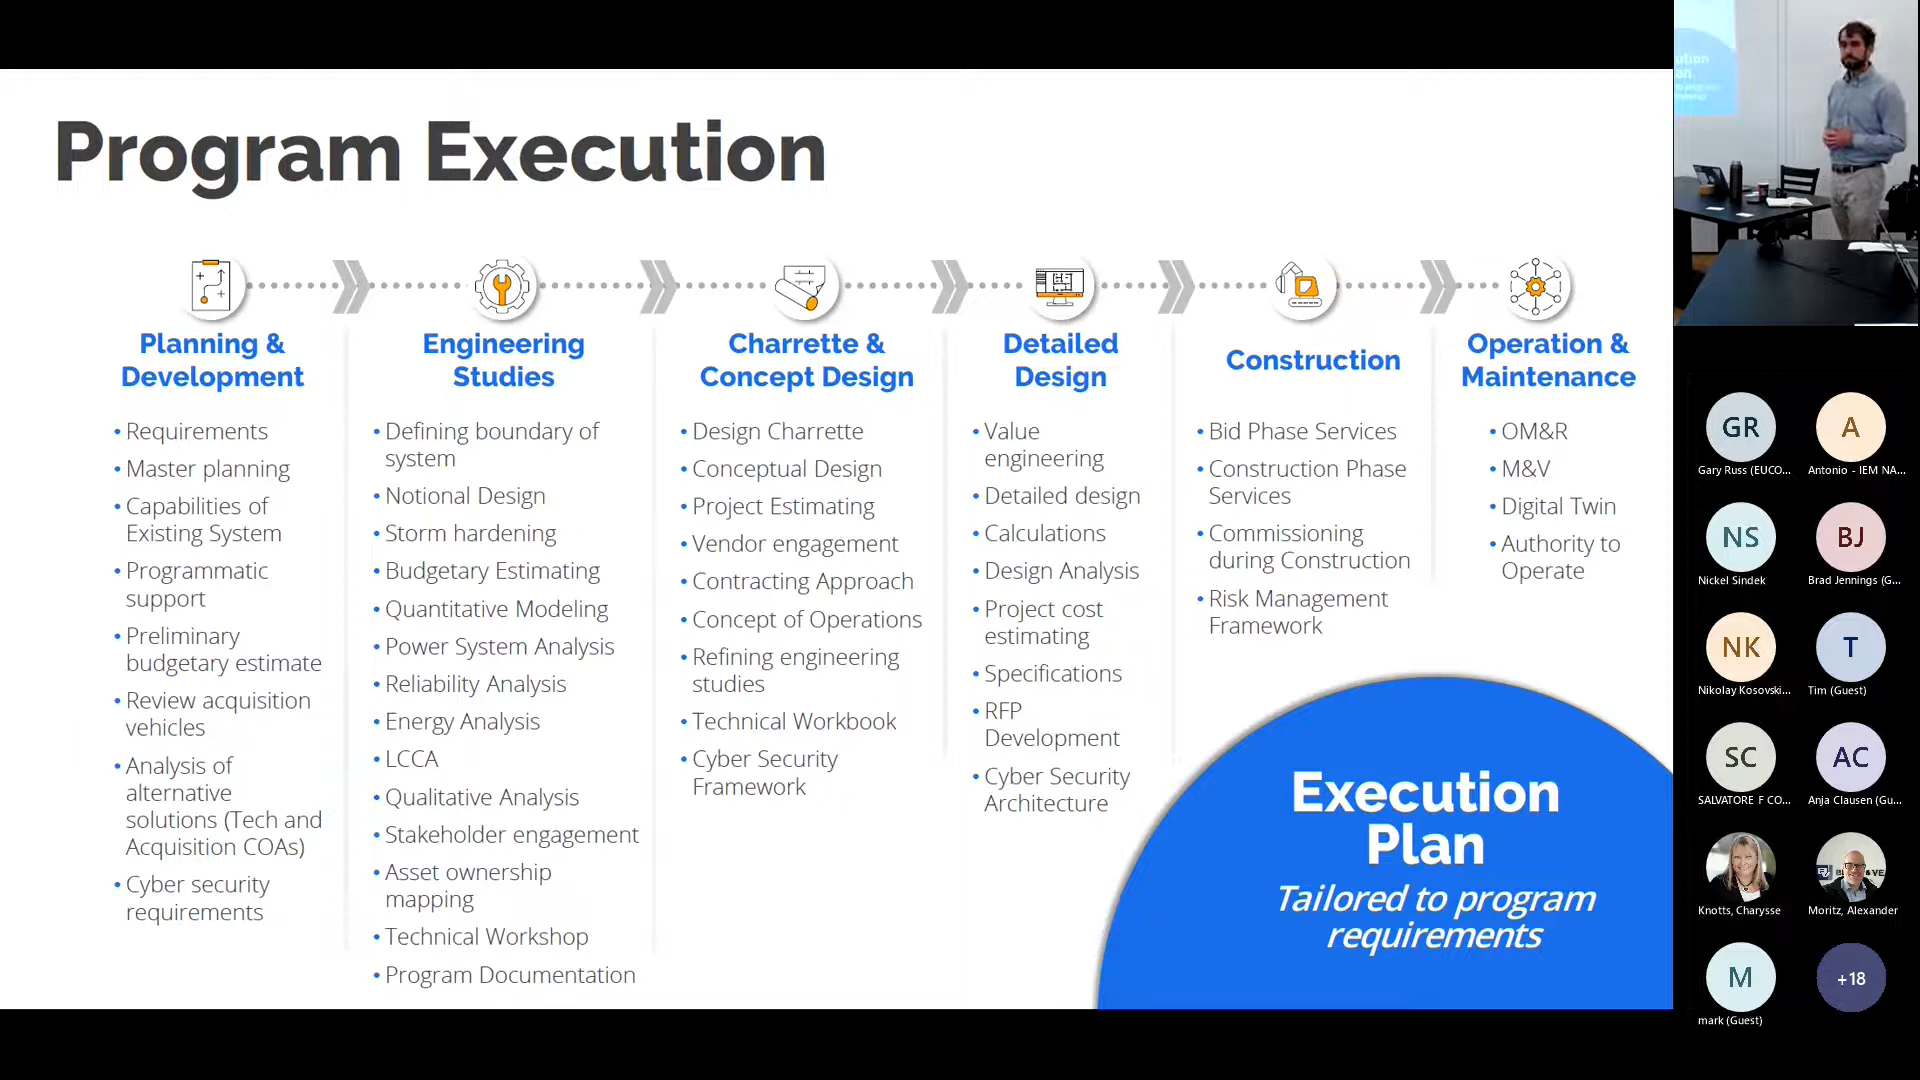 Program Execution
Planning &
Development
• Requirements
• Master planning
• Capabilities of
Existing System
• Programmatic
support
• Preliminary
budgetary estimate
• Review acquisition
vehicles
• Analysis of
alternative
solutions (Tech and
Acquisition COAs)
• Cyber security
requirements
Engineering
Studies
• Defining boundary of
system
• Notional Design
• Storm hardening
• Budgetary Estimating
• Quantitative Modeling
• Power System Analysis
• Reliability Analysis
• Energy Analysis
• LCCA
• Qualitative Analysis
• Stakeholder engagement
• Asset ownership
mapping
• Technical Workshop
• Program Documentation
Charrette &
Concept Design
• Design Charrette
• Conceptual Design
• Project Estimating
• Vendor engagement
• Contracting Approach
• Concept of Operations
• Refining engineering
studies
• Technical Workbook
• Cyber Security
Framework
Detailed
Design
• Value
engineering
• Detailed design
• Calculations
• Design Analysis
• Project cost
estimating
• Specifications
• RFP
Development
• Cyber Security
Architecture
Construction
• Bid Phase Services
• Construction Phase
Services
• Commissioning
during Construction
• Risk Management
Framework
Operation &
Maintenance
• OM&R
• M&V
• Digital Twin
• Authority to
Operate
Execution
Plan
Tailored to program
requirements
GR
Gary Russ (EUCO...
A
Antonio - IEM NA...
NS
Nickel Sindek
BJ
Brad Jennings (G...
NK
Nikolay Kosovski...
T
Tim (Guest)
SC
SALVATORE F CO...
AC
Anja Clausen (Gu...
Knotts, Charysse
Moritz, Alexander
M
mark (Guest)
+18